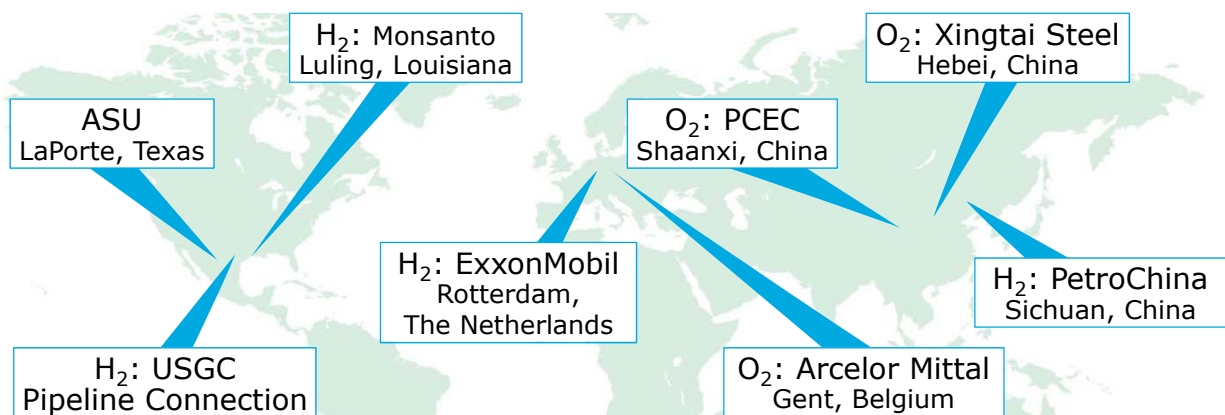 H₂: Monsanto
Luling, Louisiana
O₂: Xingtai Steel
Hebei, China
ASU
LaPorte, Texas
O₂: PCEC
Shaanxi, China
H₂: ExxonMobil
Rotterdam,
The Netherlands
H₂: PetroChina
Sichuan, China
H₂: USGC
Pipeline Connection
O₂: Arcelor Mittal
Gent, Belgium